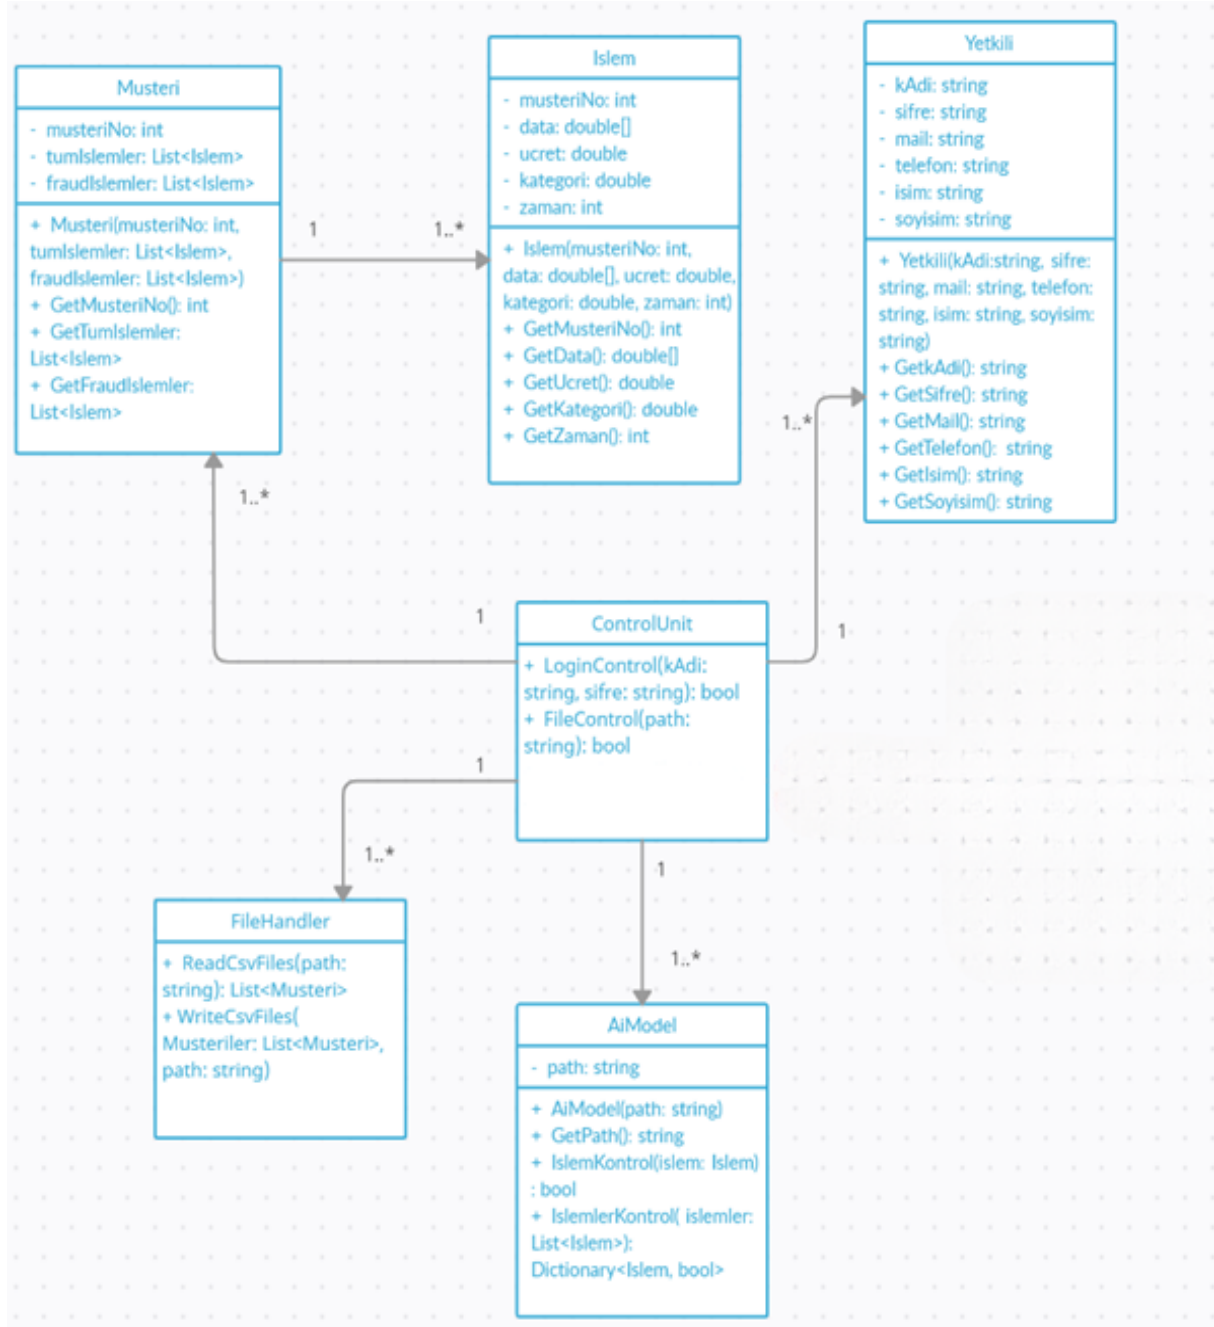 Musteri
- musteriNo: int
- tumIslemler: List<Islem>
- fraudIslemler: List<Islem>
+ Musteri(musteriNo: int,
tumIslemler: List<Islem>,
fraudIslemler: List<Islem>)
+ GetMusteriNo(): int
+ GetTumIslemler:
List<Islem>
+ GetFraudIslemler:
List<Islem>
1
1..*
Islem
- musteriNo: int
- data: double[]
- ucret: double
- kategori: double
- zaman: int
+ Islem(musteriNo: int,
data: double[], ucret: double,
kategori: double, zaman: int)
+ GetMusteriNo(): int
+ GetData(): double[]
+ GetUcret(): double
+ GetKategori(): double
+ GetZaman(): int
Yetkili
- kAdi: string
- sifre: string
- mail: string
- telefon: string
- isim: string
- soyisim: string
+ Yetkili(kAdi:string, sifre:
string, mail: string, telefon:
string, isim: string, soyisim:
string)
+ GetkAdi(): string
+ GetSifre(): string
+ GetMail(): string
+ GetTelefon(): string
+ GetIsim(): string
+ GetSoyisim(): string
1..*
1..*
1
1
ControlUnit
+ LoginControl(kAdi:
string, sifre: string): bool
+ FileControl(path:
string): bool
1
1..*
1
1..*
FileHandler
+ ReadCsvFiles(path:
string): List<Musteri>
+ WriteCsvFiles(
Musteriler: List<Musteri>,
path: string)
AiModel
- path: string
+ AiModel(path: string)
+ GetPath(): string
+ IslemKontrol(islem: Islem)
: bool
+ IslemlerKontrol( islemler:
List<Islem>):
Dictionary<Islem, bool>